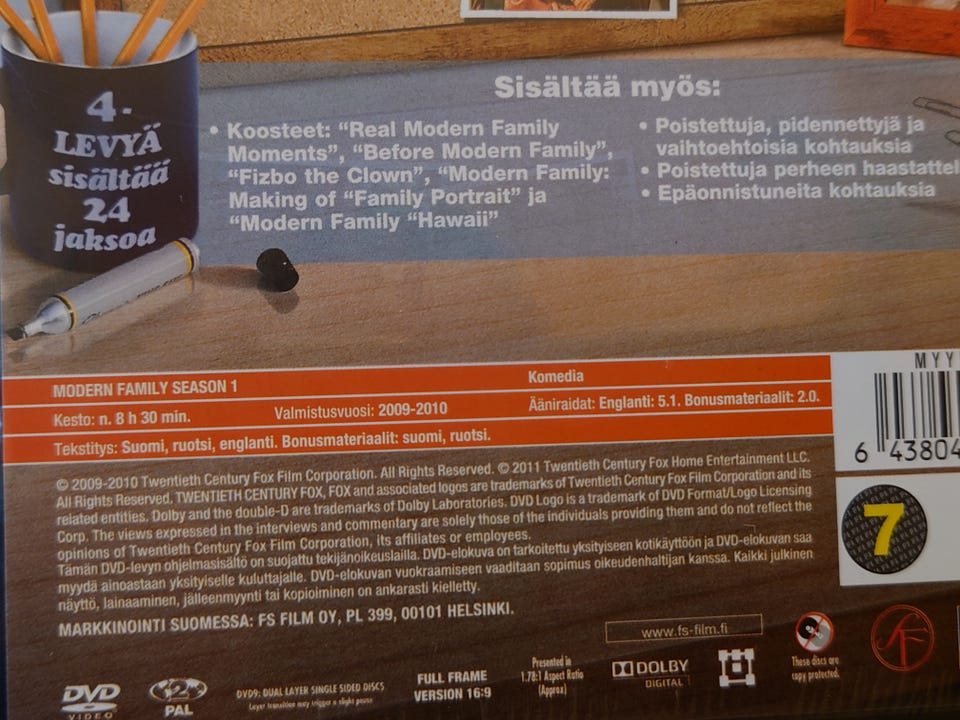 4-
LEVYÄ
sisältää
24
jaksoa
Sisältää myös:
• Koosteet: “Real Modern Family
Moments”, “Before Modern Family”,
“Fizbo the Clown”, “Modern Family:
Making of “Family Portrait” ja
“Modern Family “Hawaii”
• Poistettuja, pidennettyjä ja
vaihtoehtoisia kohtauksia
• Poistettuja perheen haastattel
• Epäonnistuneita kohtauksia
MODERN FAMILY SEASON 1
Komedia
Kesto: n. 8 h 30 min.
Valmistusvuosi: 2009-2010
Ääniraidat: Englanti: 5.1. Bonusmateriaalit: 2.0.
Tekstitys: Suomi, ruotsi, englanti. Bonusmateriaalit: suomi, ruotsi.
MYY
6 43804
© 2009-2010 Twentieth Century Fox Film Corporation. All Rights Reserved. © 2011 Twentieth Century Fox Home Entertainment LLC.
All Rights Reserved. TWENTIETH CENTURY FOX, FOX and associated logos are trademarks of Twentieth Century Fox Film Corporation and its
related entities. Dolby and the double-D are trademarks of Dolby Laboratories. DVD Logo is a trademark of DVD Format/Logo Licensing
Corp. The views expressed in the interviews and commentary are solely those of the individuals providing them and do not reflect the
opinions of Twentieth Century Fox Film Corporation, its affiliates or employees.
Tämän DVD-levyn ohjelmasisältö on suojattu tekijänoikeuslailla. DVD-elokuva on tarkoitettu yksityiseen kotikäyttöön ja DVD-elokuvan saa
myydä ainoastaan yksityiselle kuluttajalle. DVD-elokuvan vuokraamiseen vaaditaan sopimus oikeudenhaltijan kanssa. Kaikki julkinen
näyttö, lainaaminen, jälleenmyynti tai kopioiminen on ankarasti kielletty.
7
MARKKINOINTI SUOMESSA: FS FILM OY, PL 399, 00101 HELSINKI.
www.fs-film.fi
DVD
VIDEO
2
PAL
DVD9: DUAL LAYER SINGLE SIDED DISCS
Layer transition may trigger a slight pause
FULL FRAME
VERSION 16:9
Presented in
1.78:1 Aspect Ratio
(Approx)
DOLBY
DIGITAL
These discs are
copy protected.